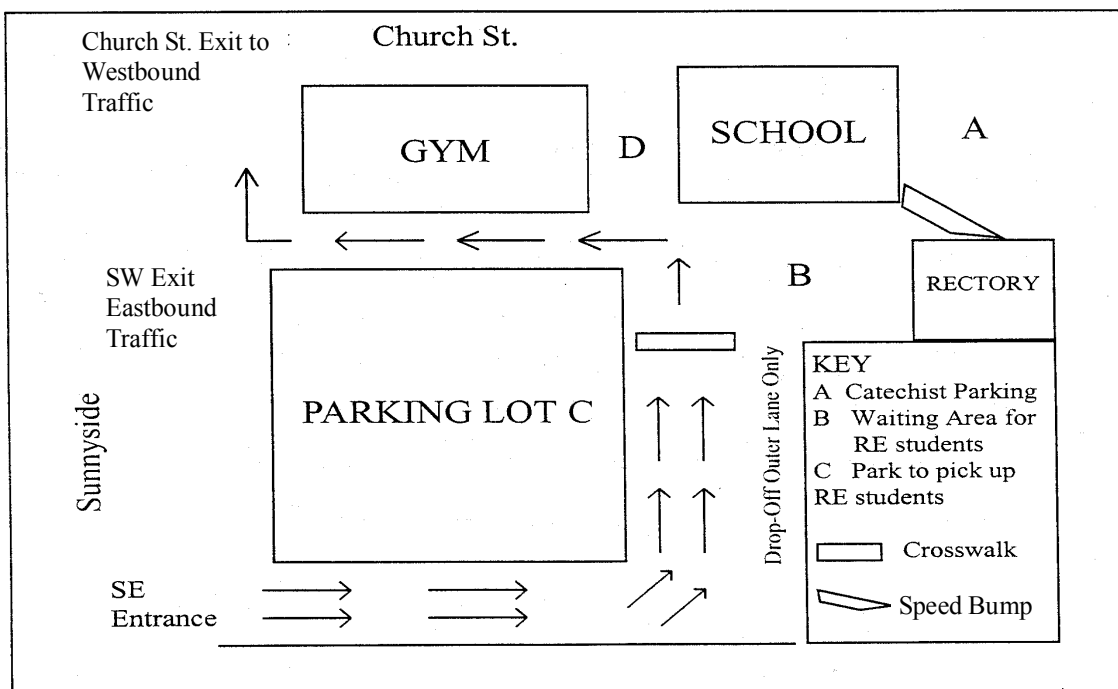 Church St. Exit to
Westbound
Traffic
Church St.
GYM
D
SCHOOL
A
SW Exit
Eastbound
Traffic
B
RECTORY
Sunnyside
PARKING LOT C
Drop-Off Outer Lane Only
KEY
A Catechist Parking
B Waiting Area for
RE students
C Park to pick up
RE students
Crosswalk
Speed Bump
SE
Entrance